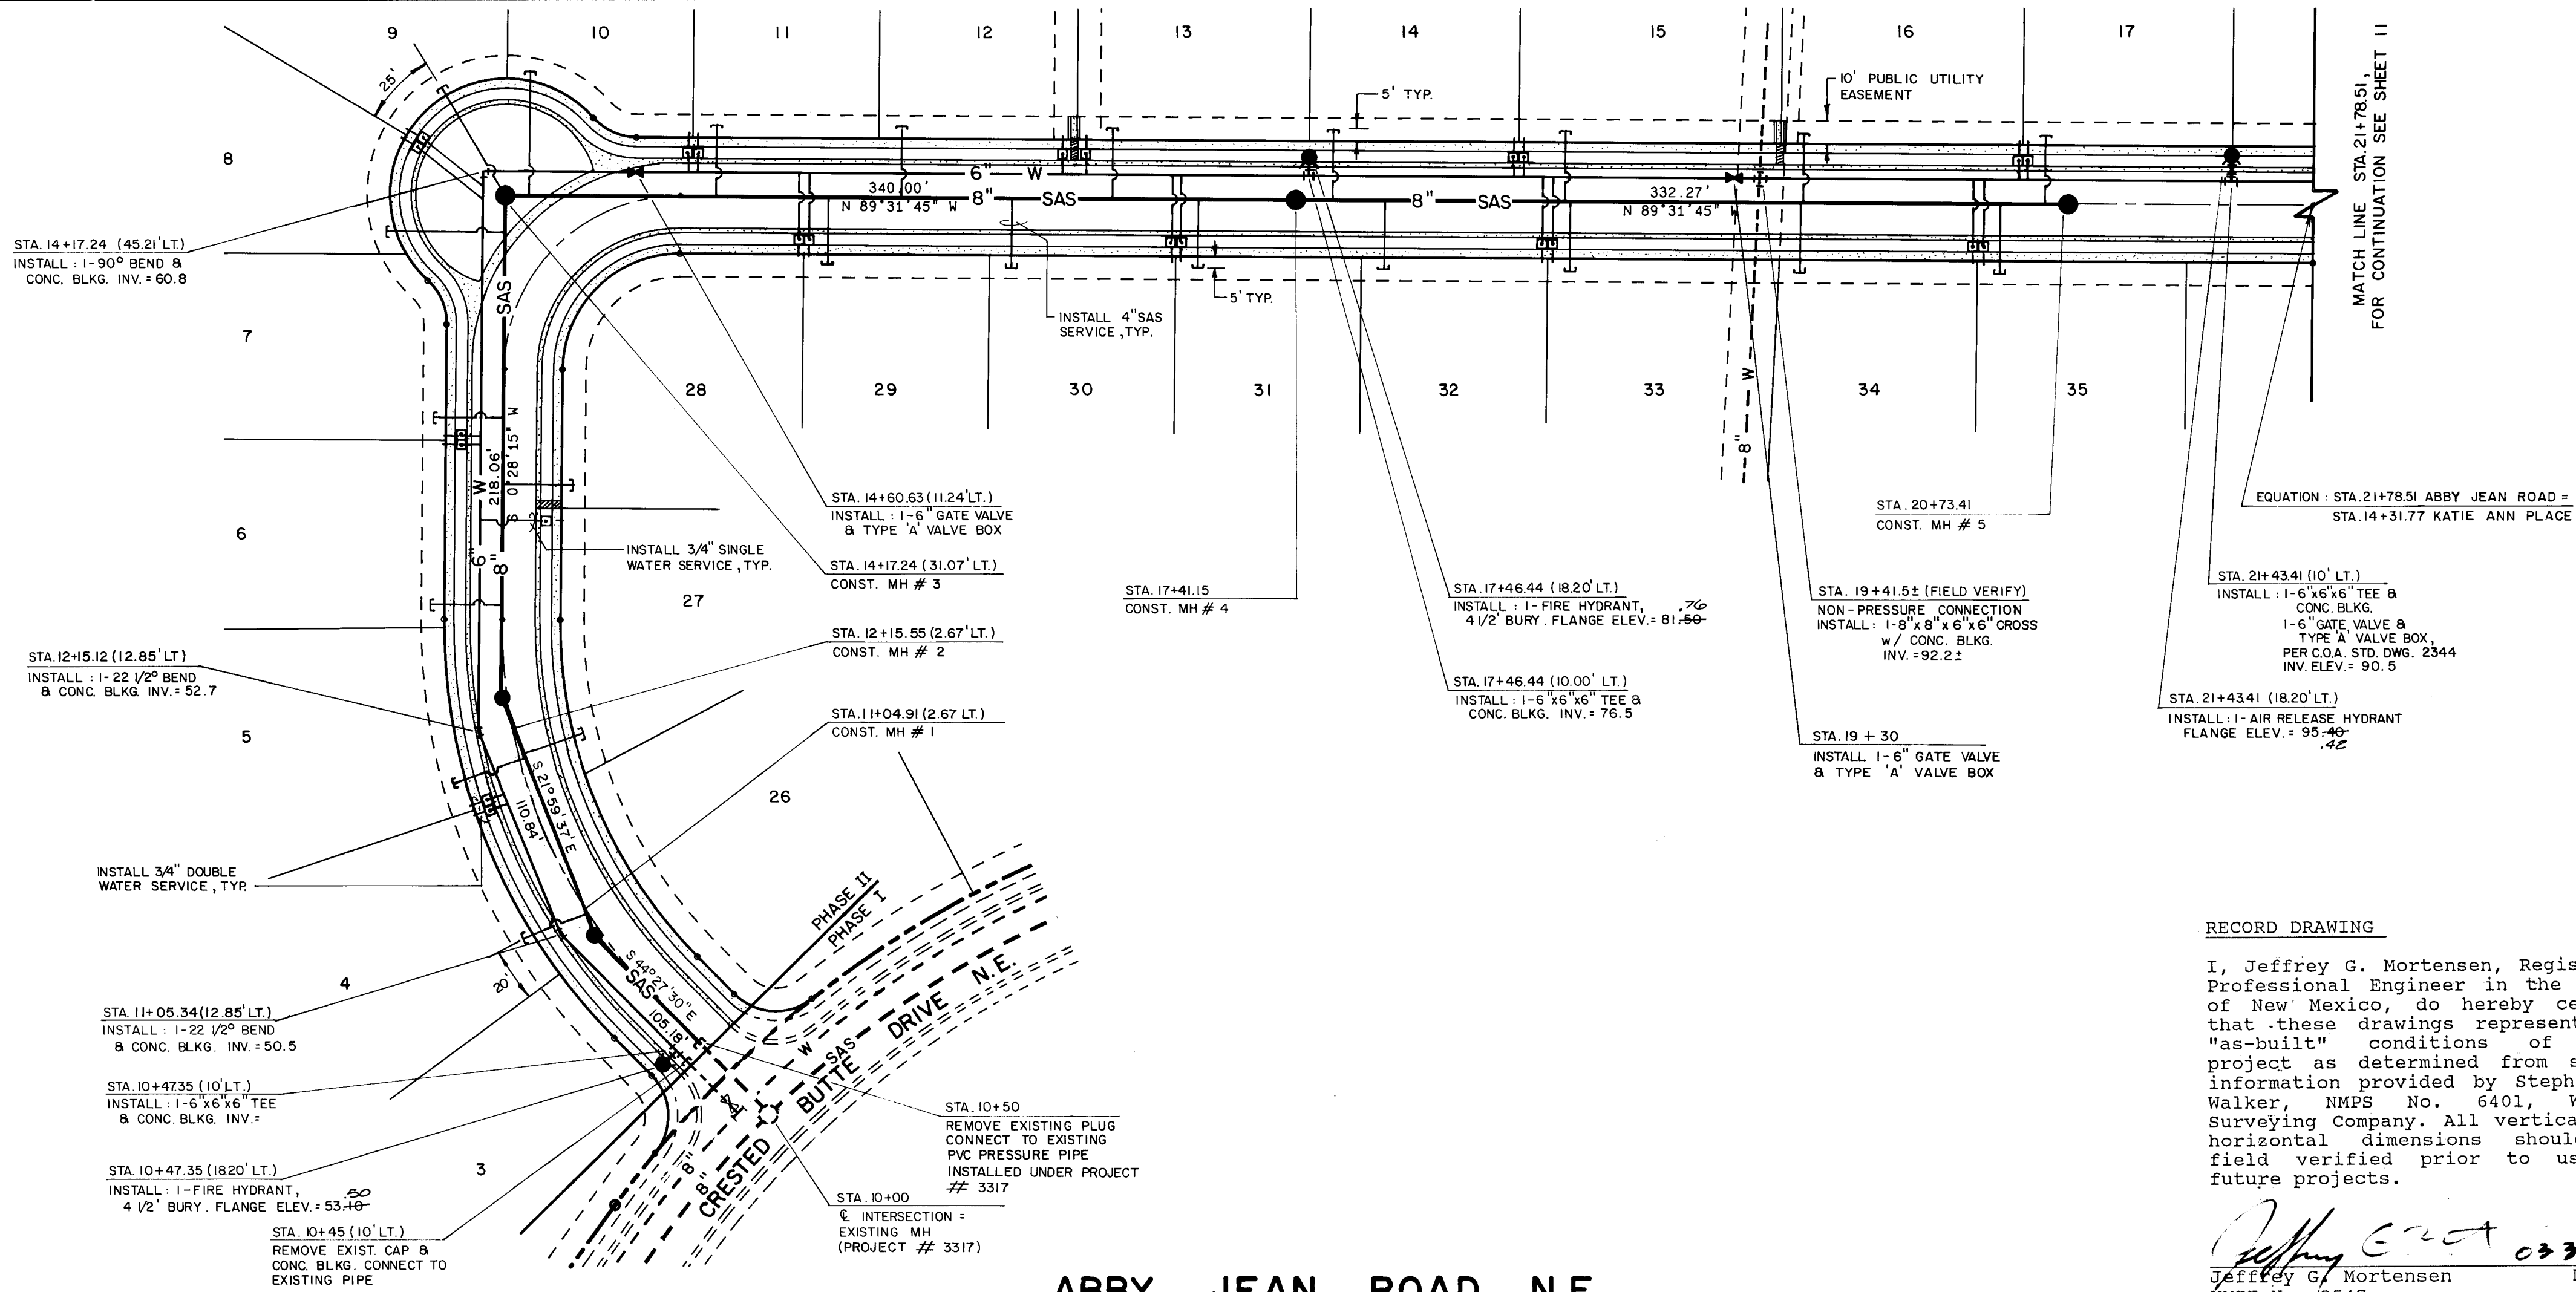 9
10
11
12
13
14
15
16
17
25'
5' TYP.
10' PUBLIC UTILITY
EASEMENT
MATCH LINE STA. 21+78.51,
FOR CONTINUATION SEE SHEET 11
8
6" W
340.00'
N 89°31'45" W
8" SAS
8" SAS
332.27'
N 89°31'45" W
STA. 14+17.24 (45.21' LT.)
INSTALL : 1-90° BEND &
CONC. BLKG. INV. = 60.8
SAS
5' TYP.
INSTALL 4" SAS
SERVICE, TYP.
7
28
29
30
31
32
33
34
35
8" W
W
218.06'
S 0°28'15" W
6"
8"
6
STA. 14+60.63 (11.24' LT.)
INSTALL : 1-6" GATE VALVE
& TYPE 'A' VALVE BOX
STA. 20+73.41
CONST. MH # 5
EQUATION : STA. 21+78.51 ABBY JEAN ROAD =
STA. 14+31.77 KATIE ANN PLACE
INSTALL 3/4" SINGLE
WATER SERVICE, TYP.
STA. 14+17.24 (31.07' LT.)
CONST. MH # 3
27
STA. 17+41.15
CONST. MH # 4
STA. 17+46.44 (18.20' LT.)
INSTALL : 1-FIRE HYDRANT,
.76
4 1/2' BURY. FLANGE ELEV. = 81.50
STA. 19+41.5± (FIELD VERIFY)
NON-PRESSURE CONNECTION
INSTALL: 1-8"x 8"x 6"x6" CROSS
w/ CONC. BLKG.
INV. = 92.2±
STA. 21+43.41 (10' LT.)
INSTALL : 1-6"x6"x6" TEE &
CONC. BLKG.
1-6" GATE VALVE &
TYPE 'A' VALVE BOX,
PER C.O.A. STD. DWG. 2344
INV. ELEV. = 90.5
STA. 12+15.12 (12.85' LT)
INSTALL : 1-22 1/2° BEND
& CONC. BLKG. INV. = 52.7
STA. 12+15.55 (2.67' LT.)
CONST. MH # 2
STA. 17+46.44 (10.00' LT.)
INSTALL: 1-6"x6"x6" TEE &
CONC. BLKG. INV. = 76.5
STA. 21+43.41 (18.20' LT.)
INSTALL : 1-AIR RELEASE HYDRANT
FLANGE ELEV. = 95.40
.42
5
STA. 11+04.91 (2.67 LT.)
CONST. MH # 1
STA. 19 + 30
INSTALL 1-6" GATE VALVE
& TYPE 'A' VALVE BOX
S 21°59'37" E
110.84'
26
INSTALL 3/4" DOUBLE
WATER SERVICE, TYP.
PHASE II
PHASE I
4
20'
S 44°27'30" E
SAS
105.18'
STA. 11+05.34 (12.85' LT.)
INSTALL : 1-22 1/2° BEND
& CONC. BLKG. INV. = 50.5
W
SAS
CRESTED BUTTE DRIVE N.E.
8"
8"
STA. 10+47.35 (10' LT.)
INSTALL : 1-6"x6"x6" TEE
& CONC. BLKG. INV. =
STA. 10+50
REMOVE EXISTING PLUG
CONNECT TO EXISTING
PVC PRESSURE PIPE
INSTALLED UNDER PROJECT
# 3317
3
STA. 10+47.35 (18.20' LT.)
INSTALL : 1-FIRE HYDRANT,
.50
4 1/2' BURY. FLANGE ELEV. = 53.10
STA. 10+00
℄ INTERSECTION =
EXISTING MH
(PROJECT # 3317)
STA. 10+45 (10' LT.)
REMOVE EXIST. CAP &
CONC. BLKG. CONNECT TO
EXISTING PIPE
ABBY JEAN ROAD N.E.
RECORD DRAWING
I, Jeffrey G. Mortensen, Regis
Professional Engineer in the
of New Mexico, do hereby ce
that these drawings represent
"as-built" conditions of
project as determined from s
information provided by Steph
Walker, NMPS No. 6401, W
Surveying Company. All vertica
horizontal dimensions shoul
field verified prior to us
future projects.
Jeffrey G. Mortensen